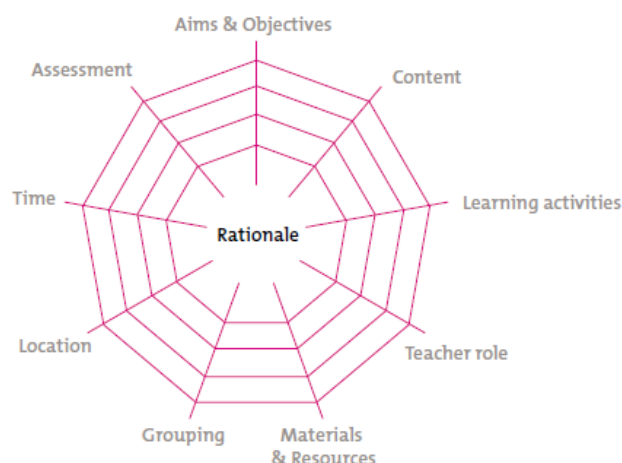 Aims & Objectives
Assessment
Content
Time
Learning activities
Rationale
Location
Teacher role
Grouping
Materials
& Resources